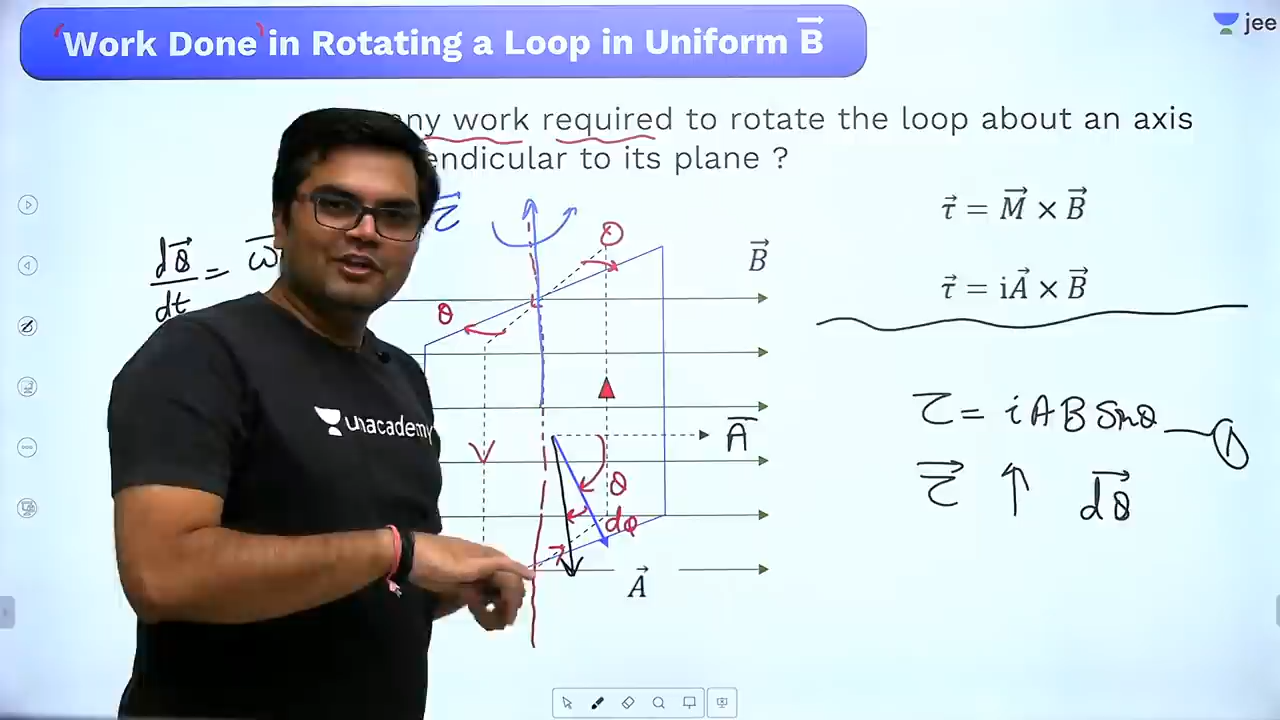 Work Done in Rotating a Loop in Uniform B⃗
jee
any work required to rotate the loop about an axis
endicular to its plane ?
τ⃗ = M⃗ × B⃗
τ⃗ = iA⃗ × B⃗
τ = iAB Sinθ — ①
τ⃗ ↑ dθ⃗
dθ⃗/dt = ω⃗
τ⃗
θ
B⃗
θ
A⃗
θ
dθ
A⃗
unacademy